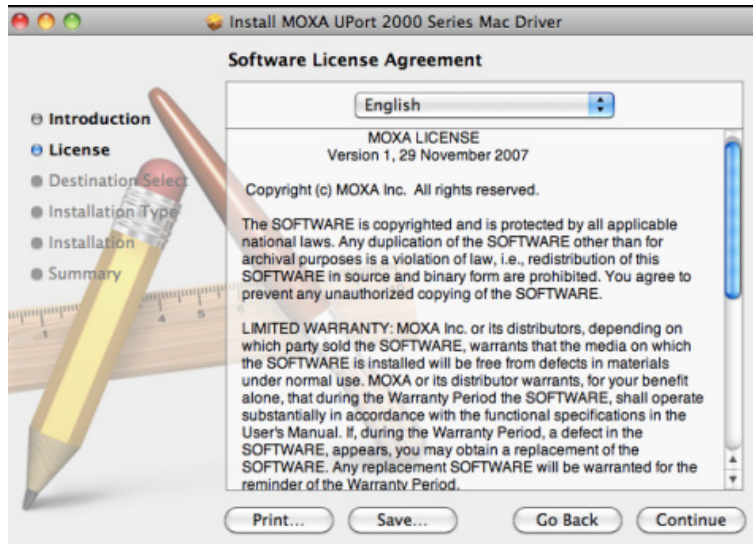 Install MOXA UPort 2000 Series Mac Driver
Software License Agreement
Introduction
License
Destination Select
Installation Type
Installation
Summary
English
MOXA LICENSE
Version 1, 29 November 2007
Copyright (c) MOXA Inc.  All rights reserved.
The SOFTWARE is copyrighted and is protected by all applicable
national laws. Any duplication of the SOFTWARE other than for
archival purposes is a violation of law, i.e., redistribution of this
SOFTWARE in source and binary form are prohibited. You agree to
prevent any unauthorized copying of the SOFTWARE.
LIMITED WARRANTY: MOXA Inc. or its distributors, depending on
which party sold the SOFTWARE, warrants that the media on which
the SOFTWARE is installed will be free from defects in materials
under normal use. MOXA or its distributor warrants, for your benefit
alone, that during the Warranty Period the SOFTWARE, shall operate
substantially in accordance with the functional specifications in the
User's Manual. If, during the Warranty Period, a defect in the
SOFTWARE, appears, you may obtain a replacement of the
SOFTWARE. Any replacement SOFTWARE will be warranted for the
reminder of the Warranty Period.
4 5
Print... Save... Go Back Continue